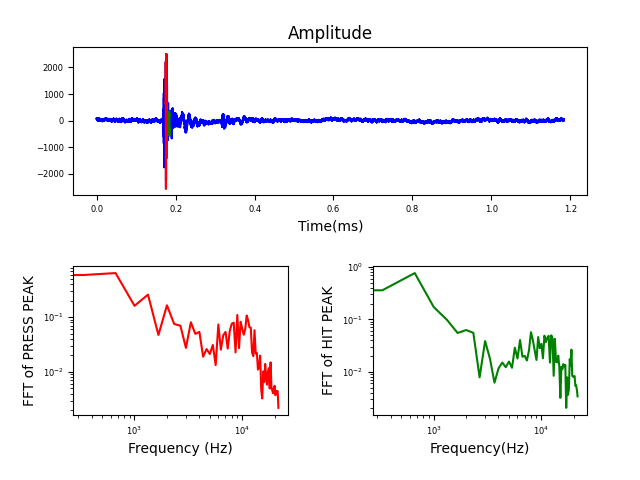 Amplitude
2000
1000
0
−1000
−2000
0.0 0.2 0.4 0.6 0.8 1.0 1.2
Time(ms)
FFT of PRESS PEAK
10⁻¹
10⁻²
10³ 10⁴
Frequency (Hz)
FFT of HIT PEAK
10⁰
10⁻¹
10⁻²
10³ 10⁴
Frequency(Hz)